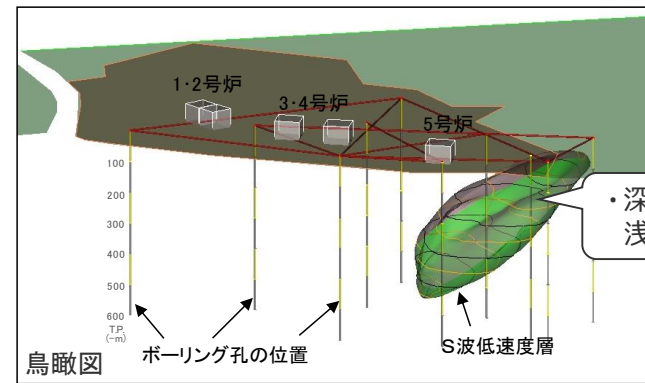 1・2号炉
3・4号炉
5号炉
100
200
300
400
500
600
T.P.
(-m)
・深
浅
ボーリング孔の位置
S波低速度層
鳥瞰図